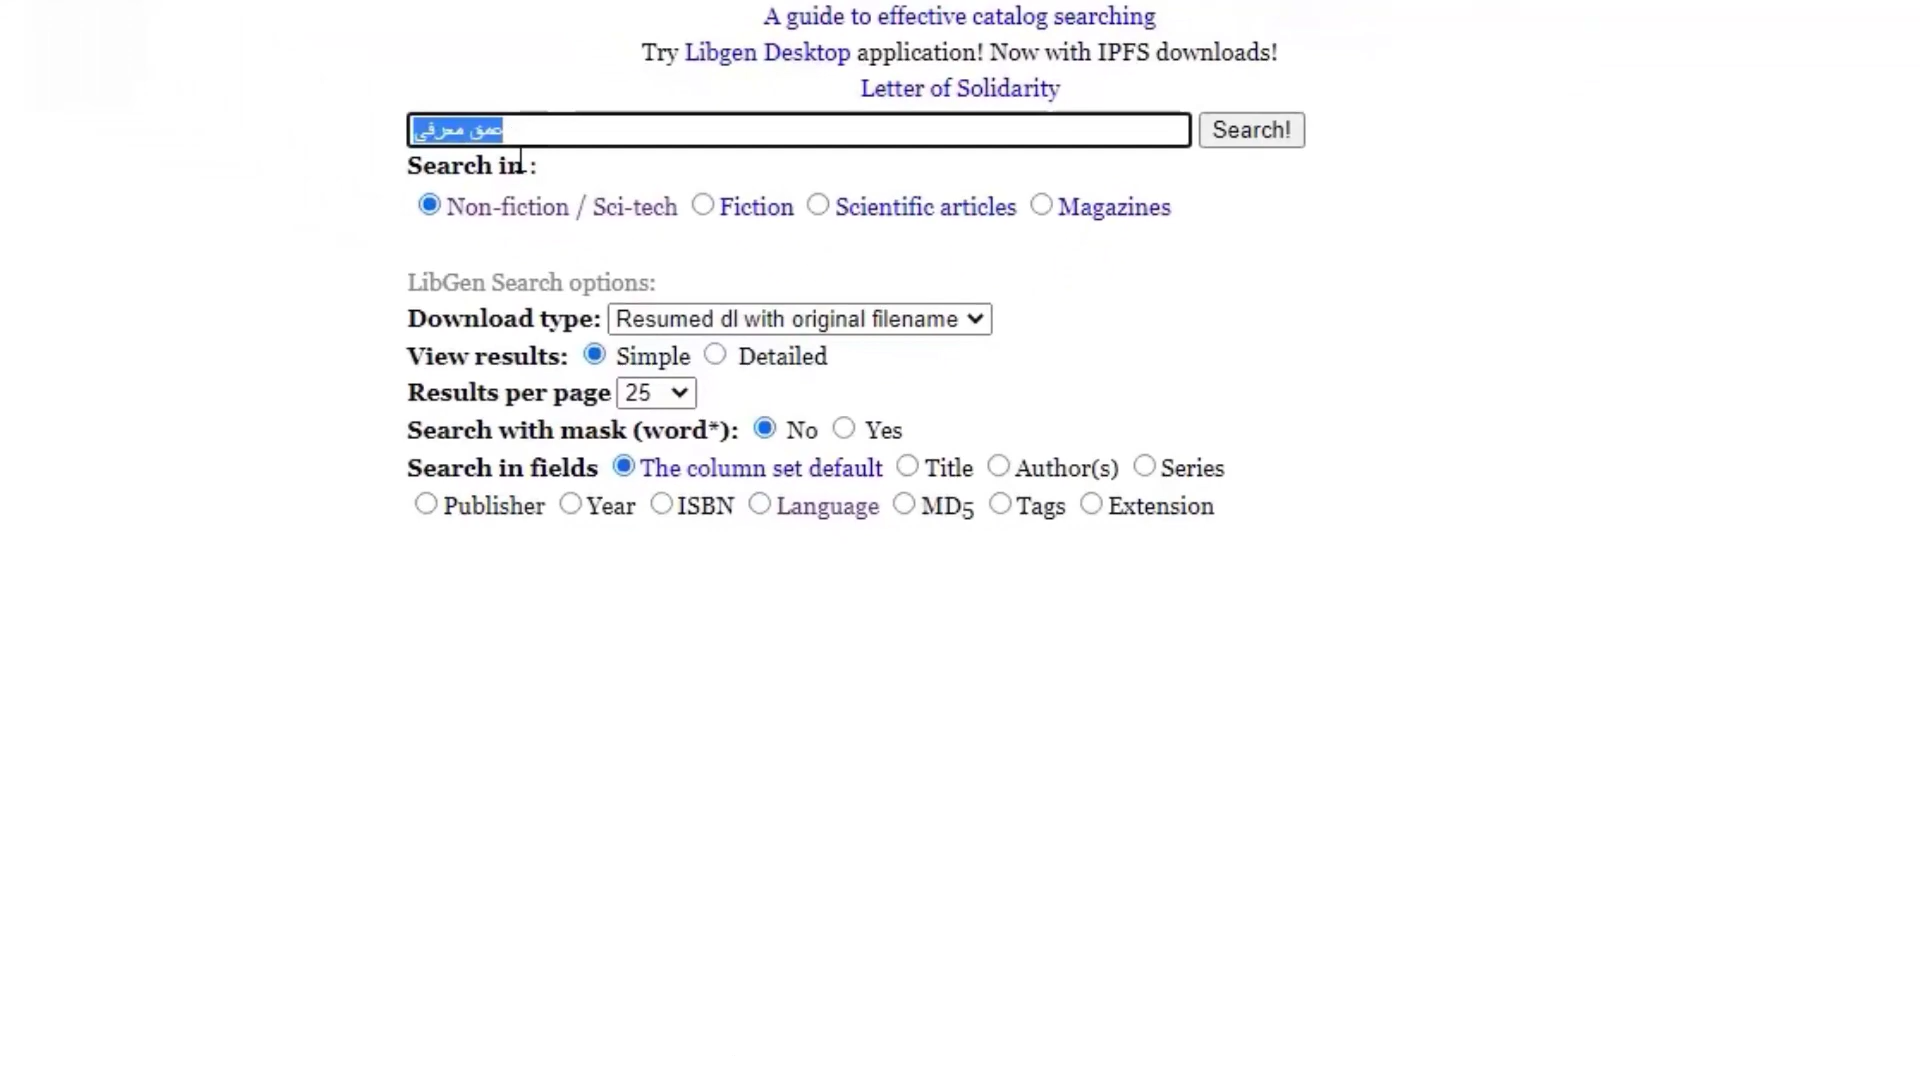 A guide to effective catalog searching
Try Libgen Desktop application! Now with IPFS downloads!
Letter of Solidarity
عمق معرفي Search!
Search in :
Non-fiction / Sci-tech Fiction Scientific articles Magazines
LibGen Search options:
Download type: Resumed dl with original filename
View results: Simple Detailed
Results per page 25
Search with mask (word*): No Yes
Search in fields The column set default Title Author(s) Series
Publisher Year ISBN Language MD5 Tags Extension